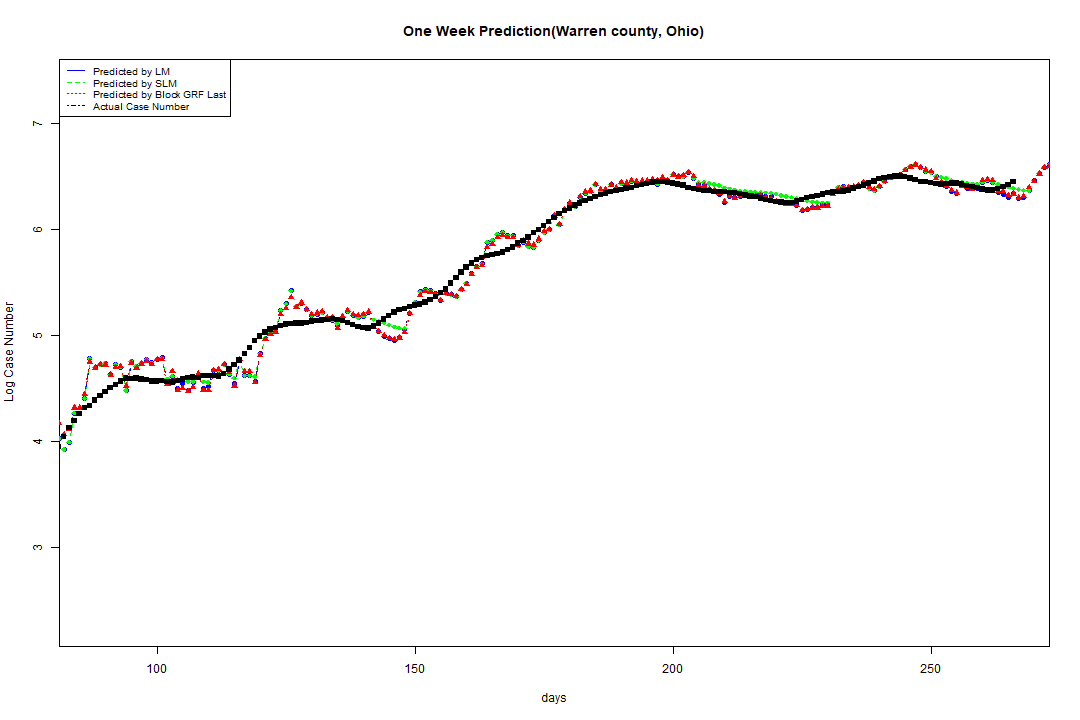 One Week Prediction(Warren county, Ohio)
Predicted by LM
Predicted by SLM
Predicted by Block GRF Last
Actual Case Number
7
6
5
4
3
Log Case Number
100 150 200 250
days